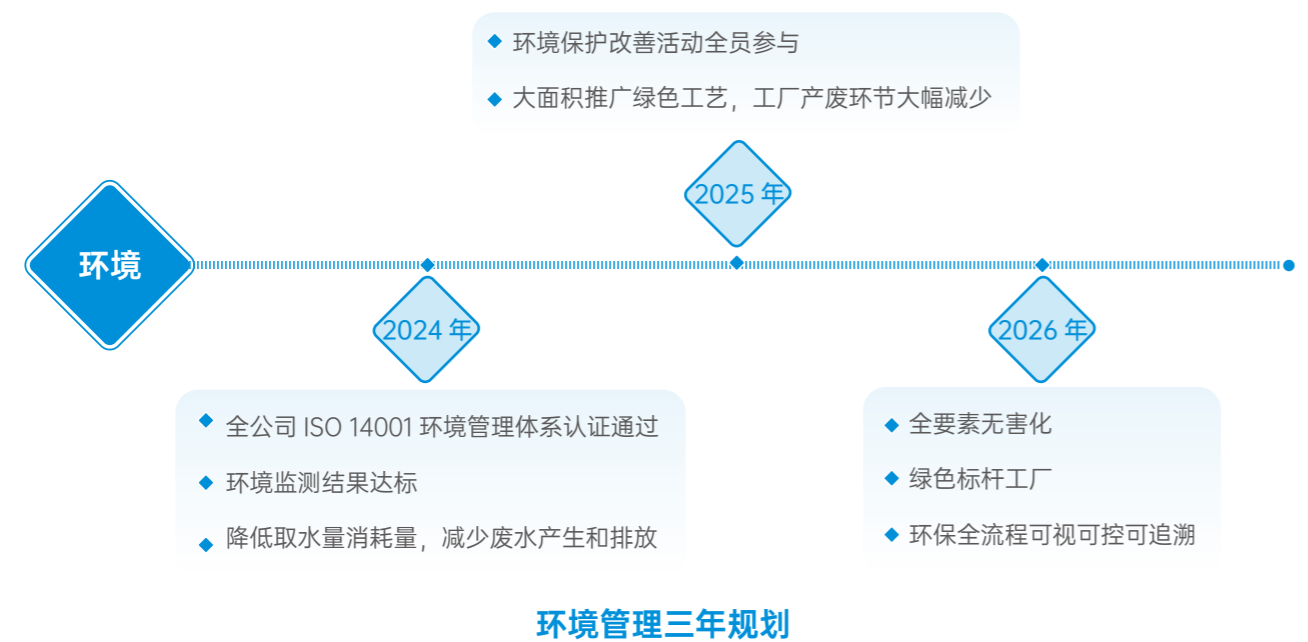 环境保护改善活动全员参与
大面积推广绿色工艺，工厂产废环节大幅减少
2025 年
环境
2024 年
2026 年
全公司 ISO 14001 环境管理体系认证通过
环境监测结果达标
降低取水量消耗量，减少废水产生和排放
全要素无害化
绿色标杆工厂
环保全流程可视可控可追溯
环境管理三年规划